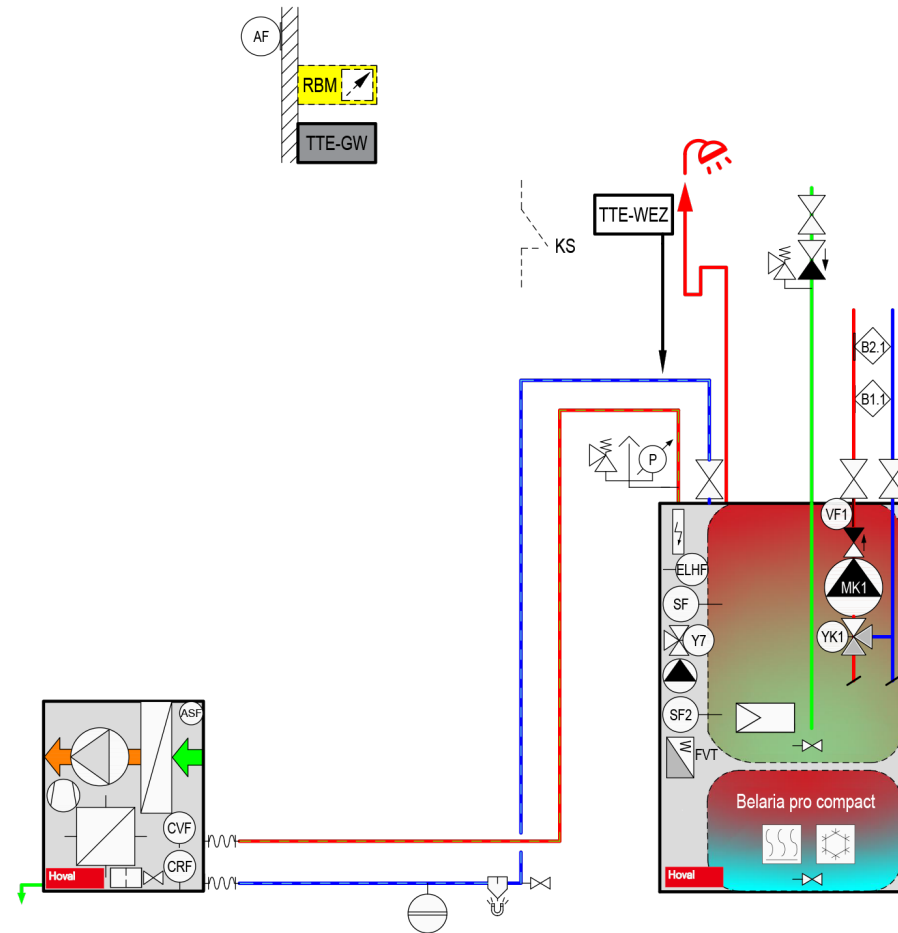 AF
RBM
TTE-GW
TTE-WEZ
KS
B2.1
B1.1
P
VF1
ELHF
MK1
SF
YK1
Y7
SF2
ASF
FVT
Belaria pro compact
CVF
CRF
Hoval
Hoval